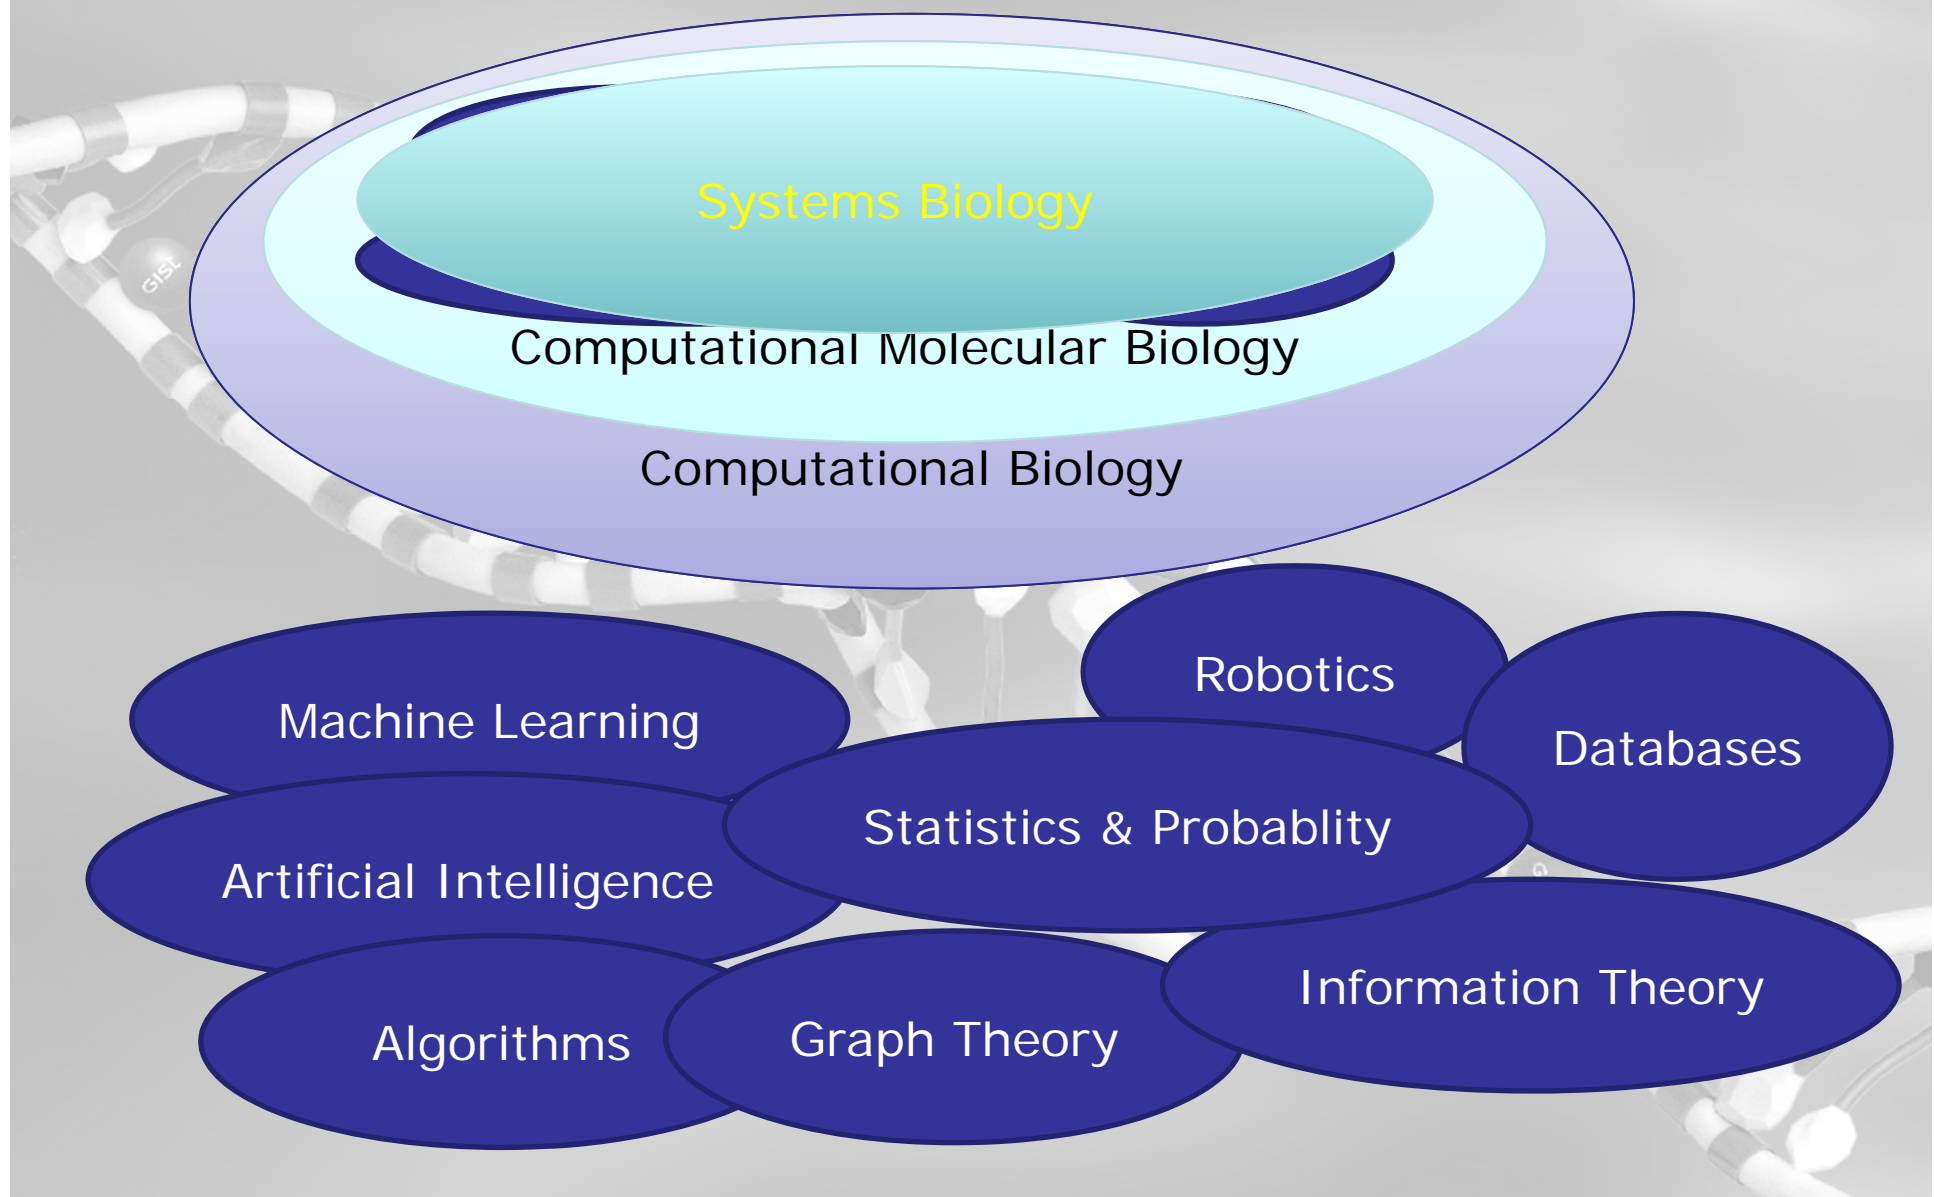 Systems Biology
Computational Molecular Biology
Computational Biology
GIST
Robotics
Machine Learning
Databases
Statistics & Probablity
Artificial Intelligence
Information Theory
Algorithms
Graph Theory